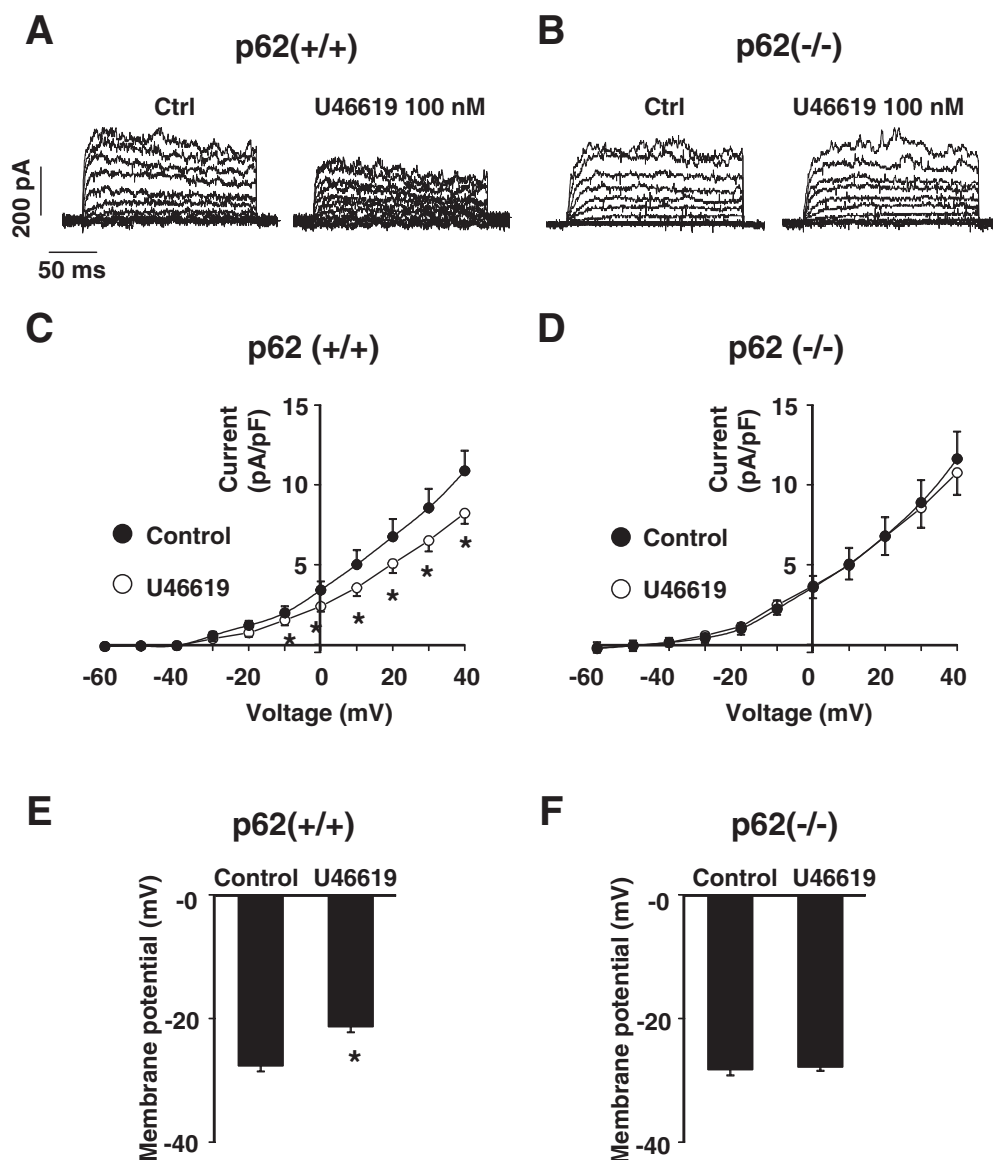 A
p62(+/+)
Ctrl
U46619 100 nM
200 pA
50 ms
B
p62(-/-)
Ctrl
U46619 100 nM
C
p62 (+/+)
Current
(pA/pF)
15
10
5
Control
U46619
*
*
*
*
*
*
-60
-40
-20
0
20
40
Voltage (mV)
D
p62 (-/-)
Current
(pA/pF)
15
10
5
Control
U46619
-60
-40
-20
0
20
40
Voltage (mV)
E
p62(+/+)
Control
U46619
Membrane potential (mV)
-0
-20
-40
*
F
p62(-/-)
Control
U46619
Membrane potential (mV)
-0
-20
-40